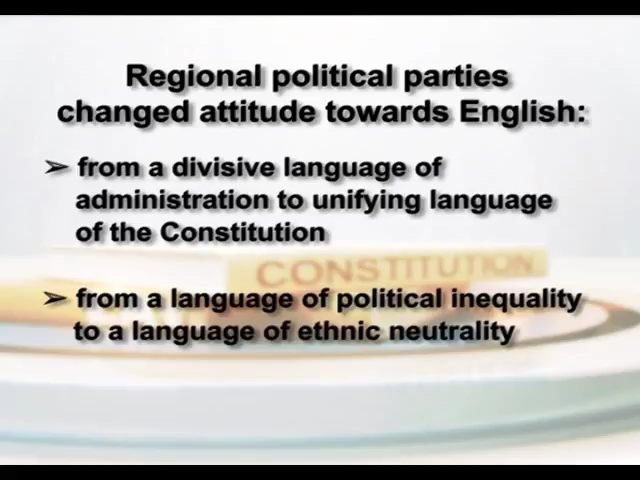 Regional political parties
changed attitude towards English:
➢ from a divisive language of
administration to unifying language
of the Constitution
CONSTITUTION
➢ from a language of political inequality
to a language of ethnic neutrality